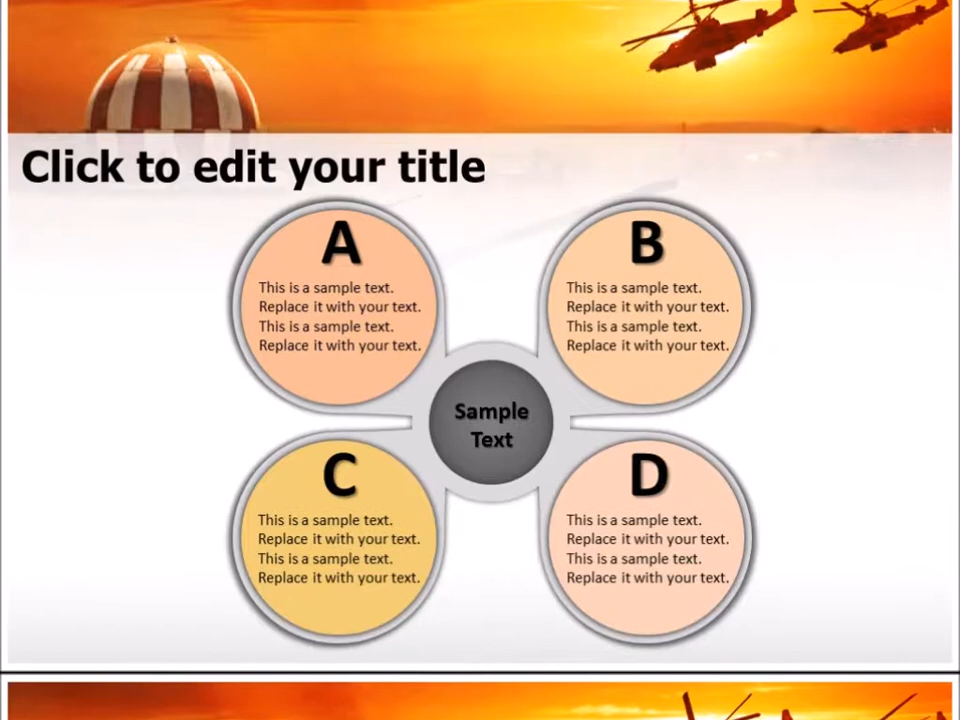 Click to edit your title
A
This is a sample text.
Replace it with your text.
This is a sample text.
Replace it with your text.
B
This is a sample text.
Replace it with your text.
This is a sample text.
Replace it with your text.
Sample
Text
C
This is a sample text.
Replace it with your text.
This is a sample text.
Replace it with your text.
D
This is a sample text.
Replace it with your text.
This is a sample text.
Replace it with your text.